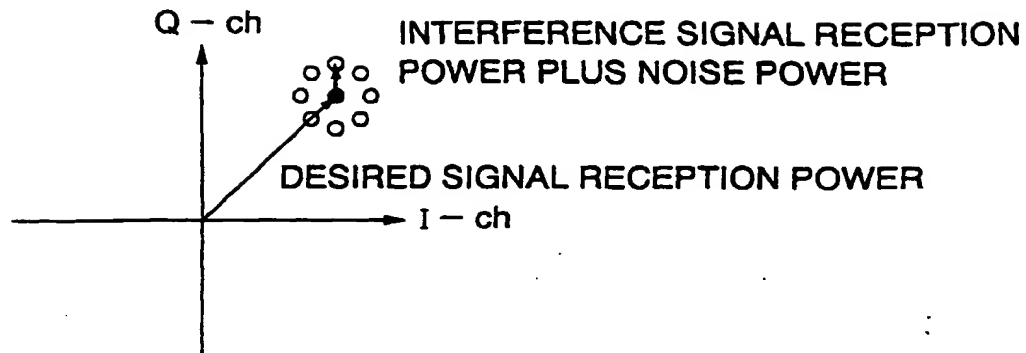 Q – ch
INTERFERENCE SIGNAL RECEPTION
POWER PLUS NOISE POWER
DESIRED SIGNAL RECEPTION POWER
I – ch